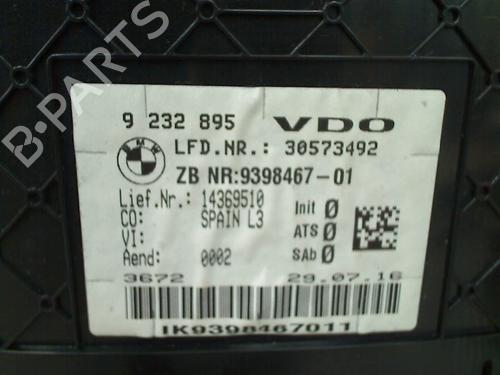 B-PARTS
9 232 895 VDO
BMW
LFD.NR.: 30573492
ZB NR:9398467-01
Lief.Nr.: 14369510 Init 0
CO: SPAIN L3 ATS 0
VI:
Aend: 0002 SAb 0
3672 29.07.16
IK9398467011